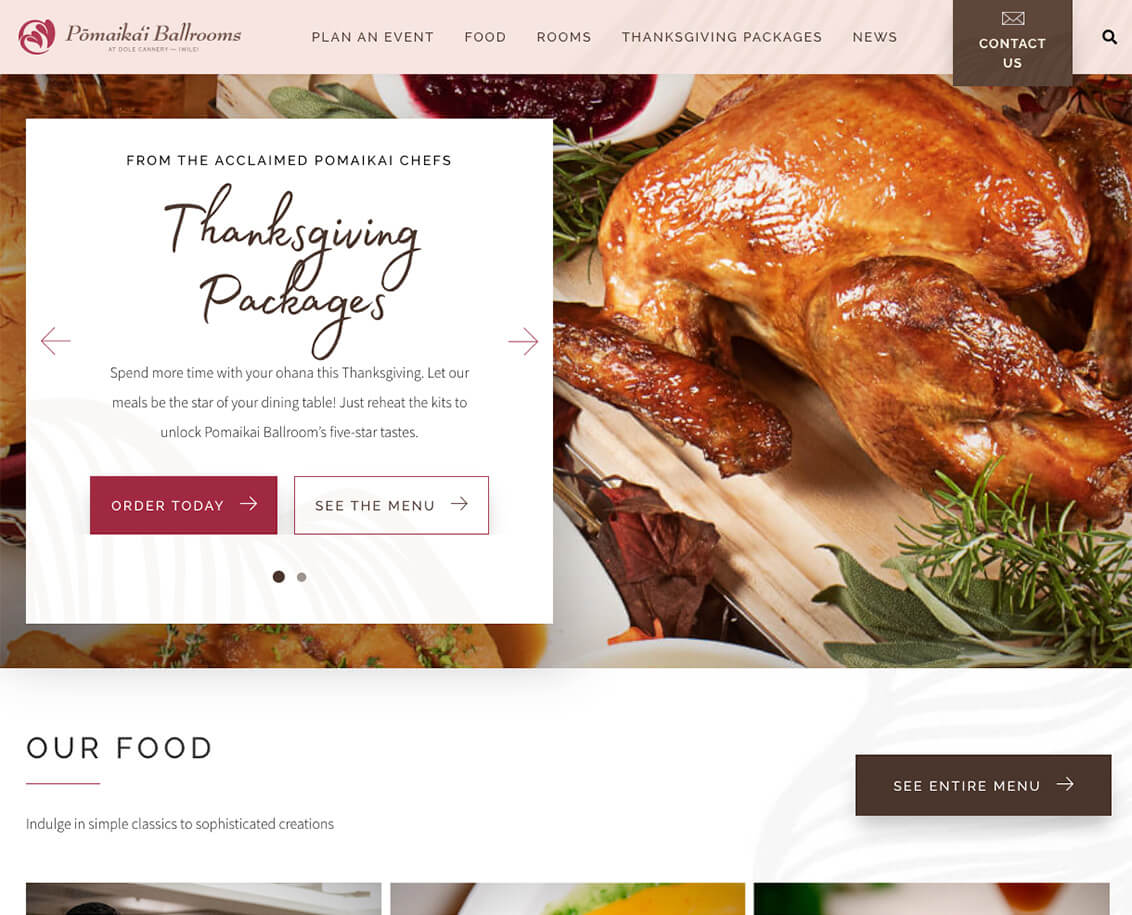 Pōmaikaʻi Ballrooms
AT DOLE CANNERY — IWILEI
PLAN AN EVENT
FOOD
ROOMS
THANKSGIVING PACKAGES
NEWS
CONTACT
US
FROM THE ACCLAIMED POMAIKAI CHEFS
Thanksgiving
Packages
Spend more time with your ohana this Thanksgiving. Let our
meals be the star of your dining table! Just reheat the kits to
unlock Pomaikai Ballroom’s five-star tastes.
ORDER TODAY
SEE THE MENU
OUR FOOD
SEE ENTIRE MENU
Indulge in simple classics to sophisticated creations